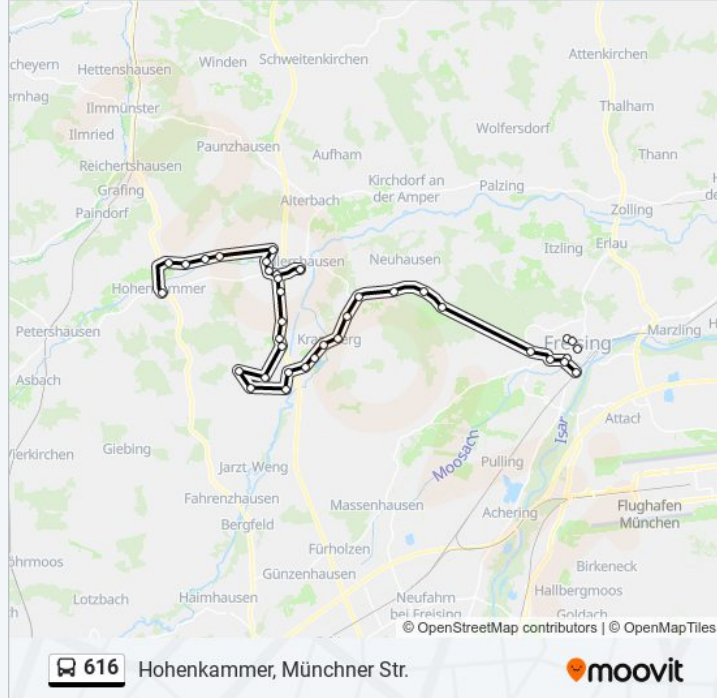 cheyern
Hettenshausen
Winden
Schweitenkirchen
Attenkirchen
ernhag
Ilmmünster
Thalham
Ilmried
Wolfersdorf
Paunzhausen
Aufham
Thann
Reichertshausen
Kirchdorf an
der Amper
Palzing
Grafing
Allerbach
Zolling
Paindorf
Itzling
Erlau
Neuhausen
Hohenkammer
Petershausen
Freising
Marzling
Kranzberg
Asbach
Attach
Giebing
Isar
Moosach
Pulling
Jarzt
Weng
Fahrenzhausen
Massenhausen
Achering
Flughafen
München
Bergfeld
Fürholzen
Günzenhausen
Birkeneck
Lotzbach
Haimhausen
Neufahrn
bei Freising
Hallbergmoos
Goldach
© OpenStreetMap contributors | © OpenMapTiles
616 Hohenkammer, Münchner Str.
moovit